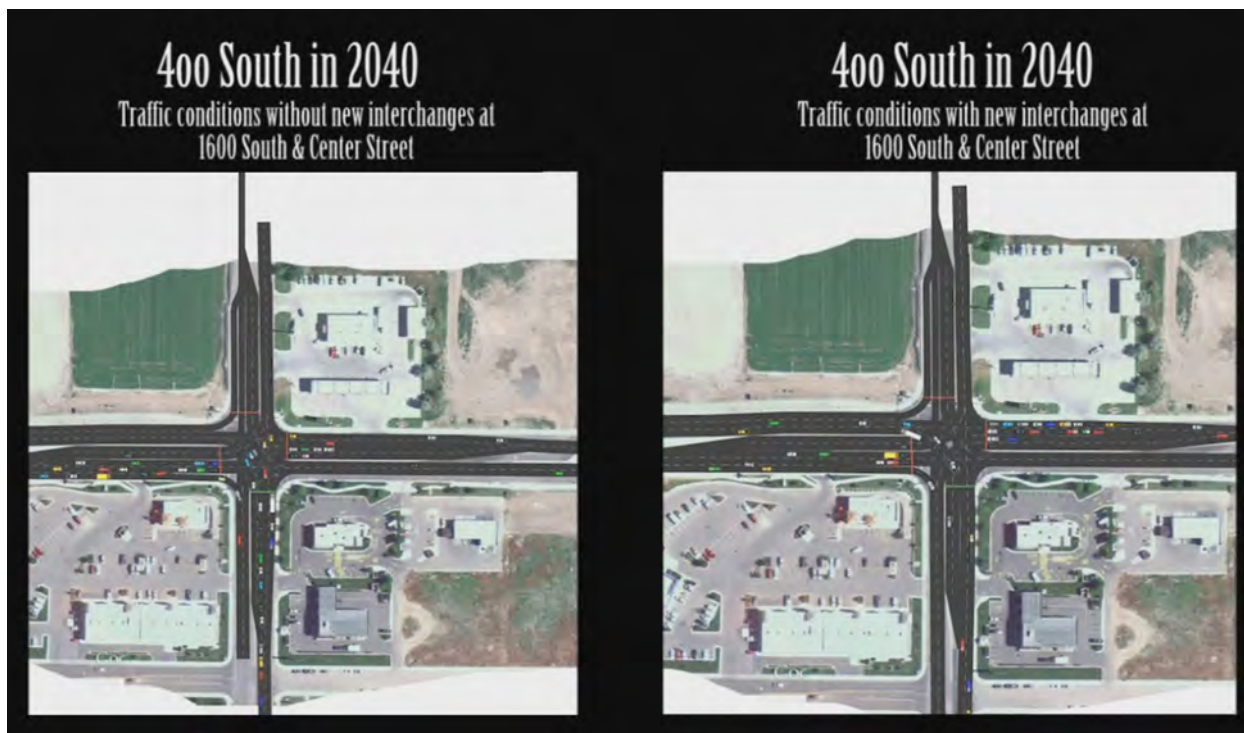 4oo South in 2040
Traffic conditions without new interchanges at
1600 South & Center Street
4oo South in 2040
Traffic conditions with new interchanges at
1600 South & Center Street